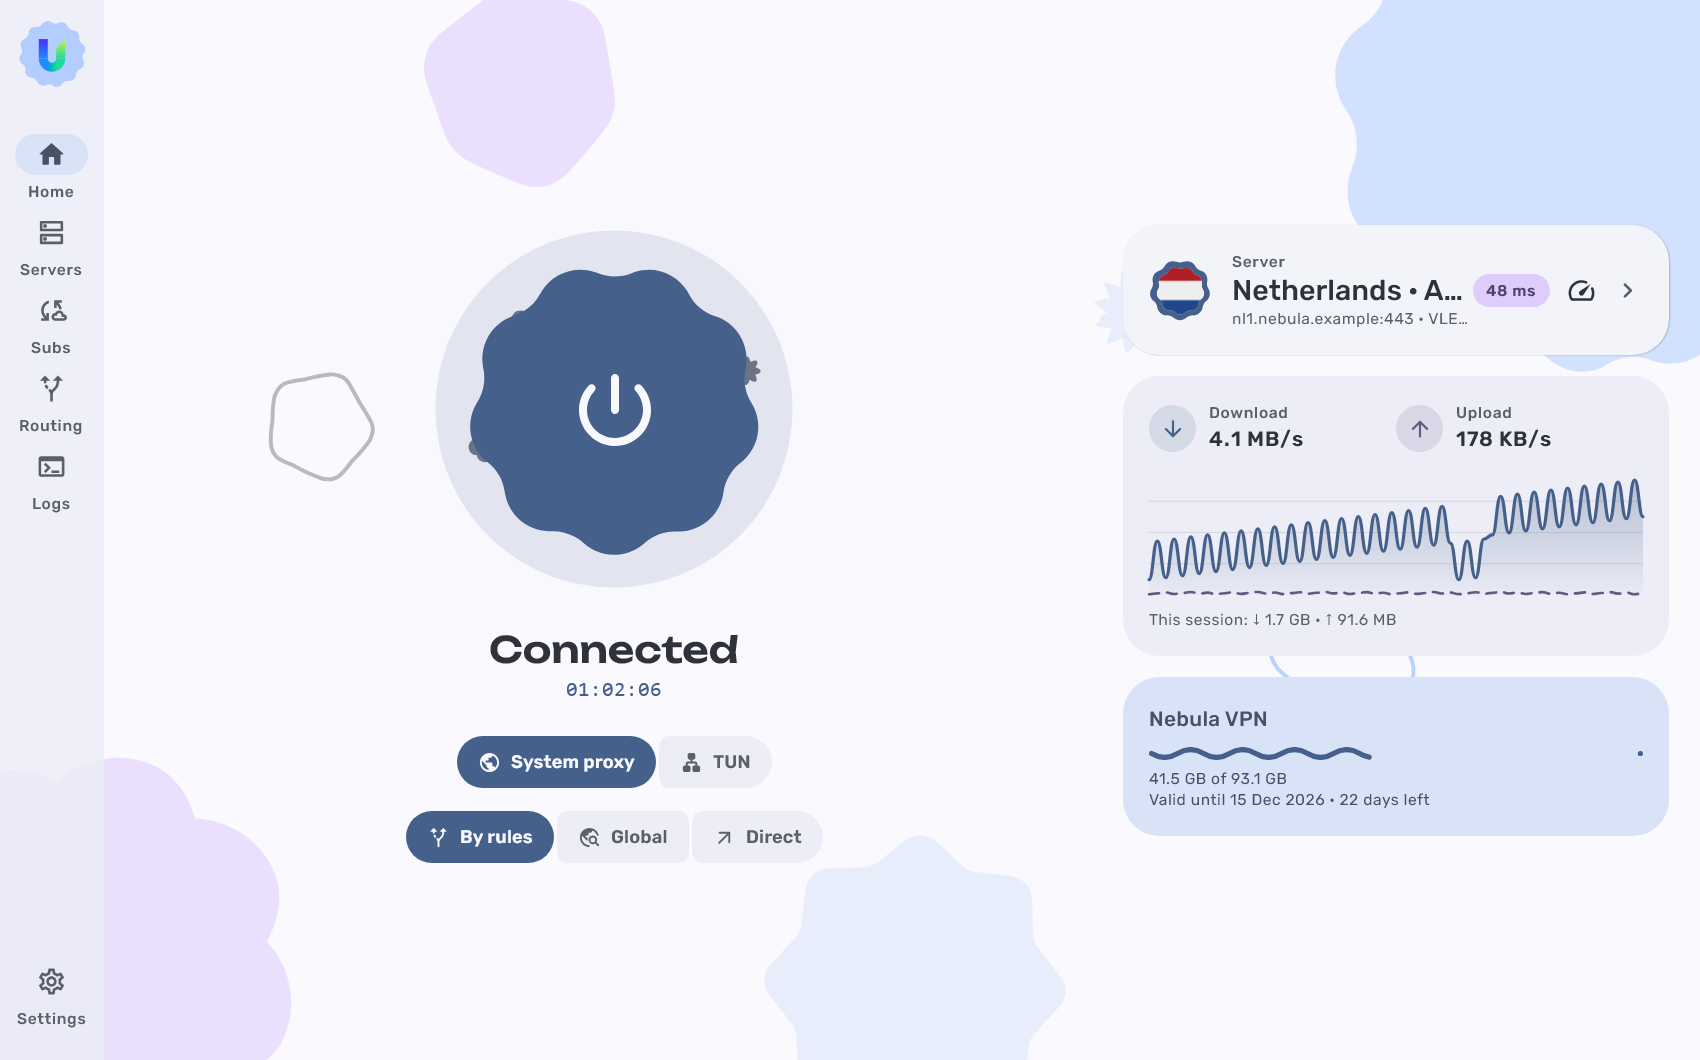 Home
Servers
Subs
Routing
Logs
Settings
Connected
01:02:06
System proxy
TUN
By rules
Global
Direct
Server
Netherlands • A...
48 ms
nl1.nebula.example:443 • VLE...
Download
4.1 MB/s
Upload
178 KB/s
This session: ↓ 1.7 GB • ↑ 91.6 MB
Nebula VPN
41.5 GB of 93.1 GB
Valid until 15 Dec 2026 • 22 days left